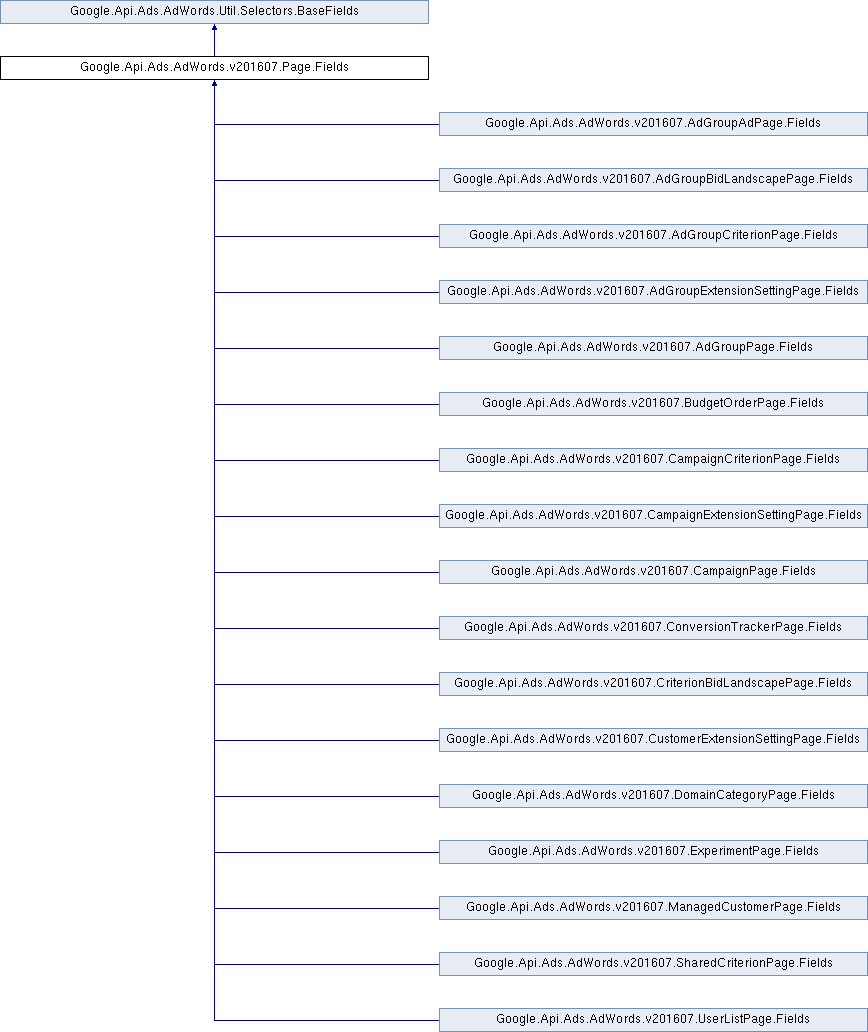 Google.Api.Ads.AdWords.Util.Selectors.BaseFields
Google.Api.Ads.AdWords.v201607.Page.Fields
Google.Api.Ads.AdWords.v201607.AdGroupAdPage.Fields
Google.Api.Ads.AdWords.v201607.AdGroupBidLandscapePage.Fields
Google.Api.Ads.AdWords.v201607.AdGroupCriterionPage.Fields
Google.Api.Ads.AdWords.v201607.AdGroupExtensionSettingPage.Fields
Google.Api.Ads.AdWords.v201607.AdGroupPage.Fields
Google.Api.Ads.AdWords.v201607.BudgetOrderPage.Fields
Google.Api.Ads.AdWords.v201607.CampaignCriterionPage.Fields
Google.Api.Ads.AdWords.v201607.CampaignExtensionSettingPage.Fields
Google.Api.Ads.AdWords.v201607.CampaignPage.Fields
Google.Api.Ads.AdWords.v201607.ConversionTrackerPage.Fields
Google.Api.Ads.AdWords.v201607.CriterionBidLandscapePage.Fields
Google.Api.Ads.AdWords.v201607.CustomerExtensionSettingPage.Fields
Google.Api.Ads.AdWords.v201607.DomainCategoryPage.Fields
Google.Api.Ads.AdWords.v201607.ExperimentPage.Fields
Google.Api.Ads.AdWords.v201607.ManagedCustomerPage.Fields
Google.Api.Ads.AdWords.v201607.SharedCriterionPage.Fields
Google.Api.Ads.AdWords.v201607.UserListPage.Fields